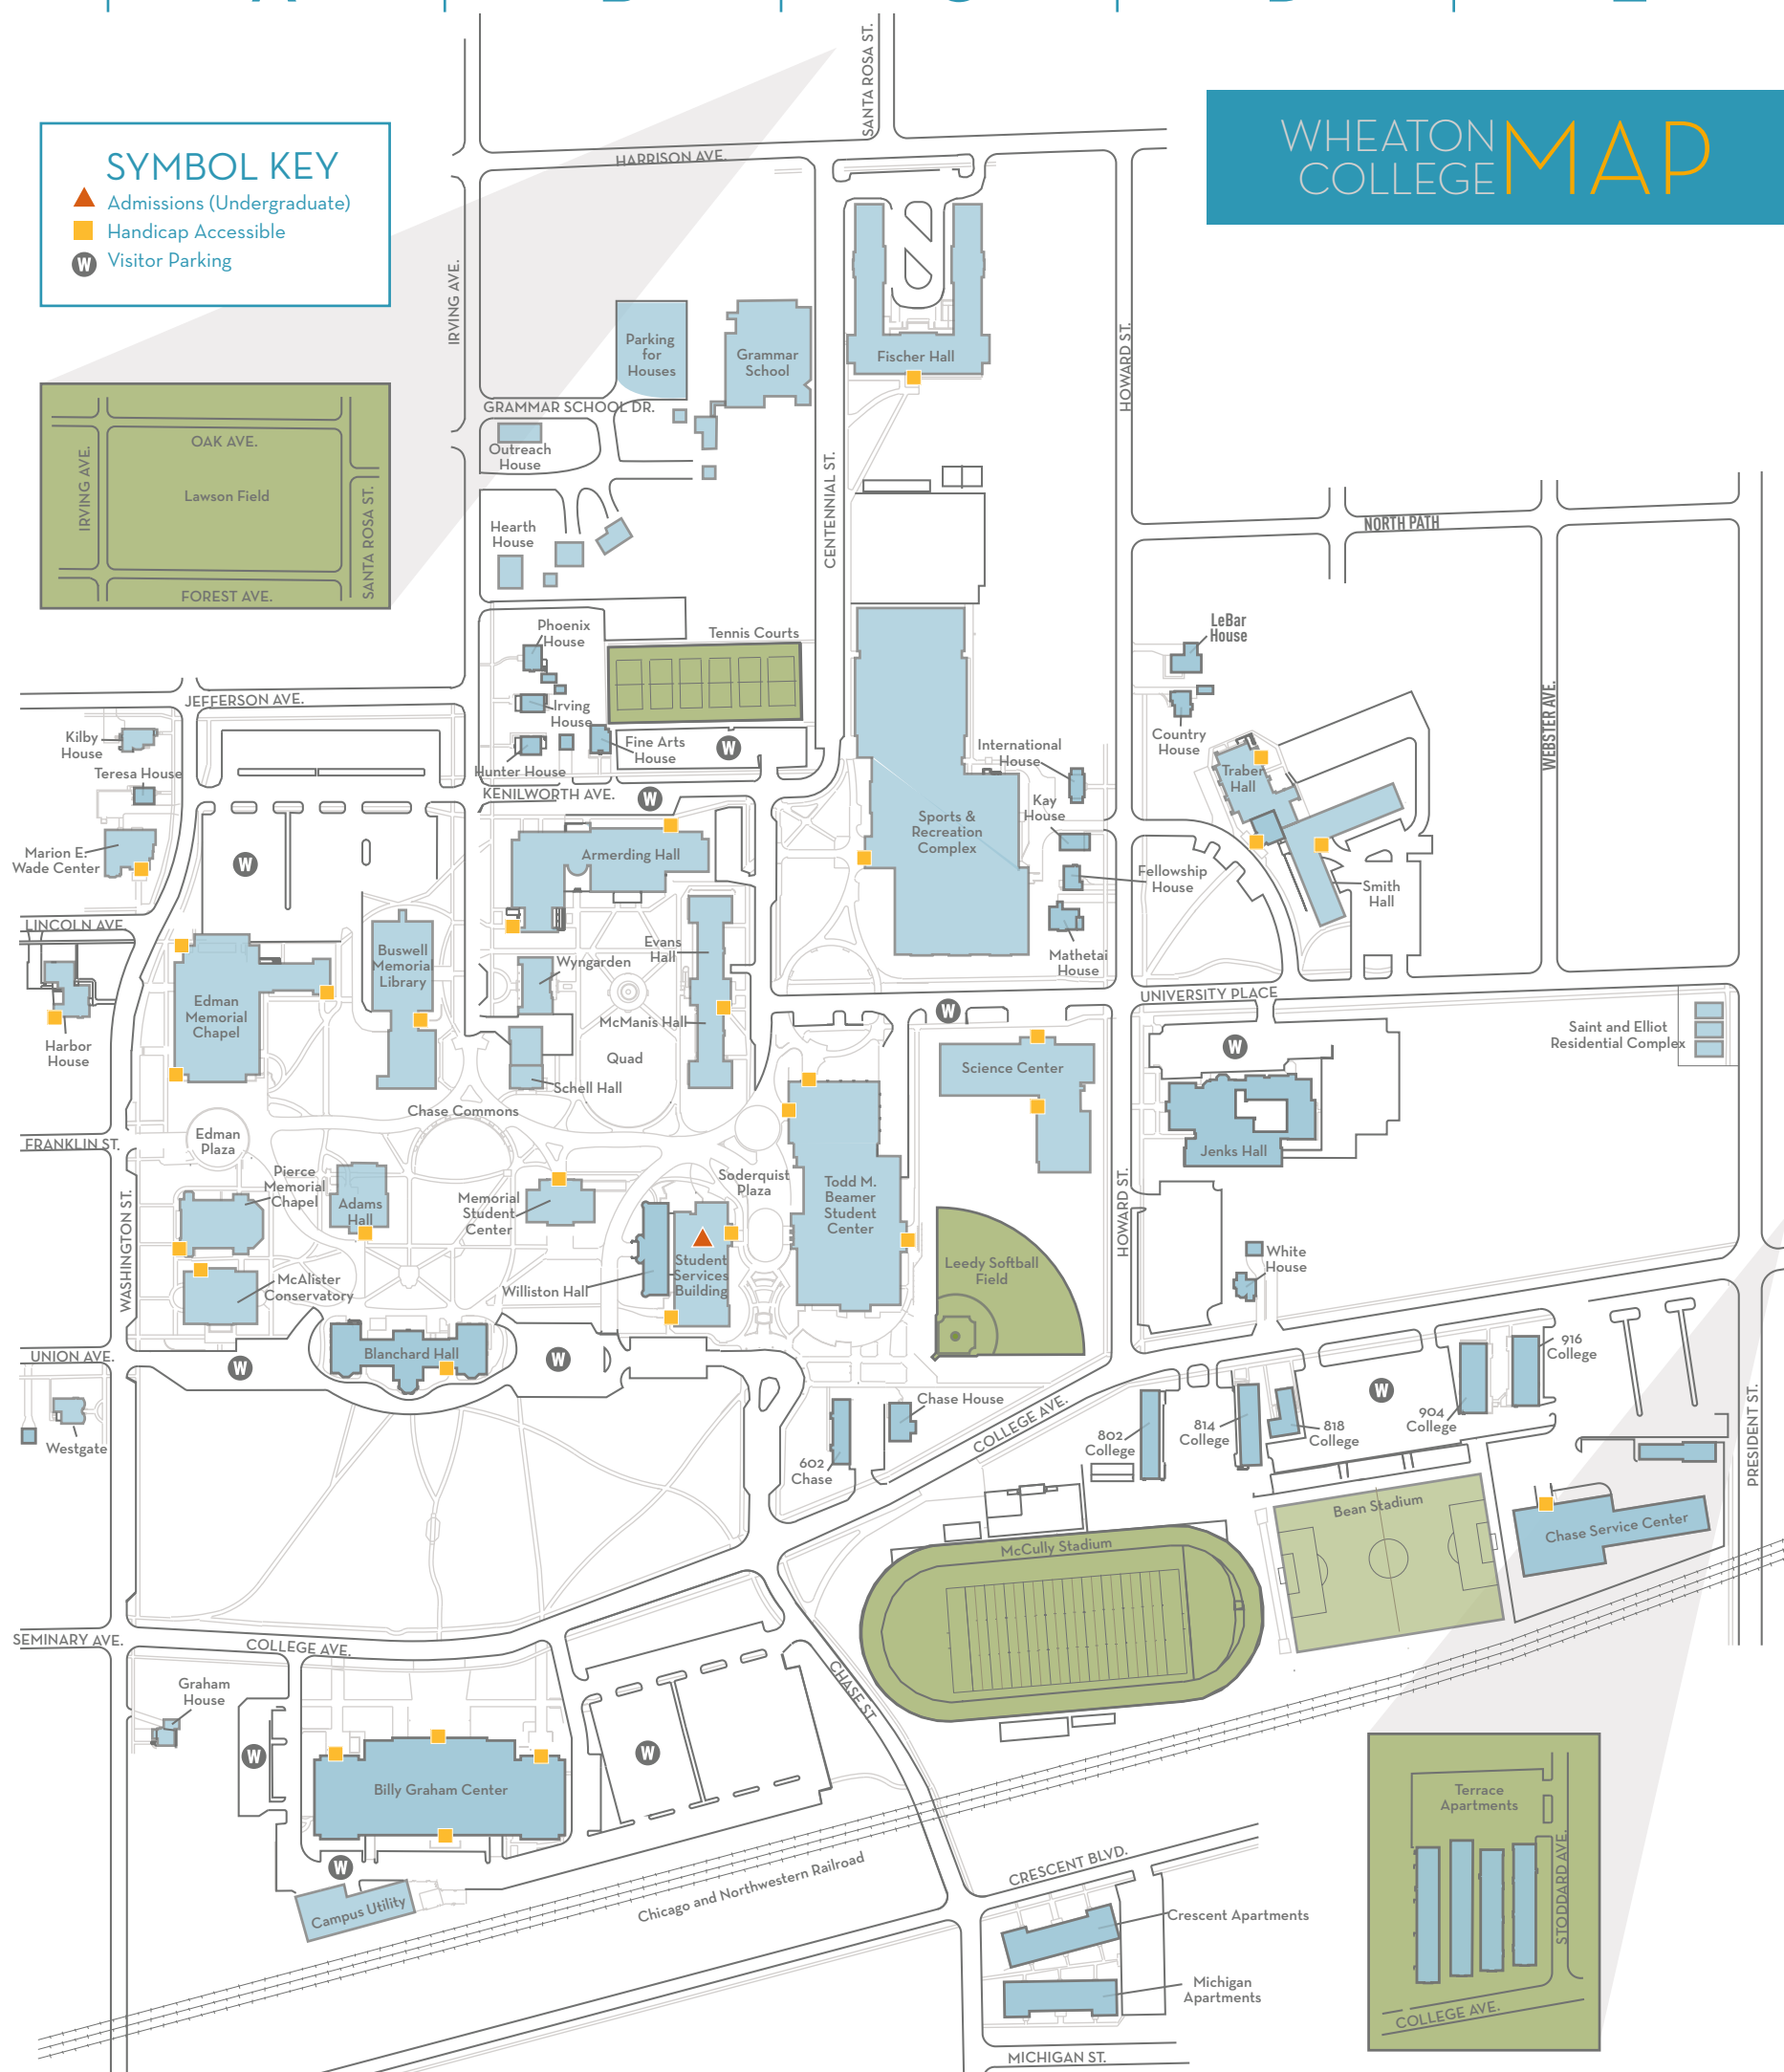 WHEATON
COLLEGE
MAP
SYMBOL KEY
Admissions (Undergraduate)
Handicap Accessible
W Visitor Parking
SANTA ROSA ST.
HARRISON AVE.
IRVING AVE.
HOWARD ST.
CENTENNIAL ST.
Parking
for
Houses
Grammar
School
Fischer Hall
GRAMMAR SCHOOL DR.
Outreach
House
OAK AVE.
IRVING AVE.
Lawson Field
SANTA ROSA ST.
FOREST AVE.
Hearth
House
NORTH PATH
Phoenix
House
Tennis Courts
LeBar
House
Irving
House
JEFFERSON AVE.
Kilby
House
Teresa House
Hunter House
Fine Arts
House
W
KENILWORTH AVE.
W
International
House
Country
House
Traber
Hall
WEBSTER AVE.
Kay
House
Sports &
Recreation
Complex
Marion E.
Wade Center
W
Armerding Hall
Fellowship
House
Smith
Hall
LINCOLN AVE
Buswell
Memorial
Library
Wyngarden
Evans
Hall
Mathetai
House
Edman
Memorial
Chapel
McManis Hall
W
UNIVERSITY PLACE
Harbor
House
Quad
Schell Hall
Science Center
W
Saint and Elliot
Residential Complex
Chase Commons
FRANKLIN ST.
Edman
Plaza
Jenks Hall
Pierce
Memorial
Chapel
Adams
Hall
Memorial
Student
Center
Soderquist
Plaza
Todd M.
Beamer
Student
Center
HOWARD ST.
WASHINGTON ST.
McAlister
Conservatory
Williston Hall
Student
Services
Building
Leedy Softball
Field
White
House
UNION AVE.
W
Blanchard Hall
W
Westgate
Chase House
602
Chase
COLLEGE AVE.
802
College
814
College
818
College
W
904
College
916
College
PRESIDENT ST.
Bean Stadium
Chase Service Center
McCully Stadium
SEMINARY AVE.
COLLEGE AVE.
CHASE ST.
Graham
House
W
Billy Graham Center
W
W
Campus Utility
Chicago and Northwestern Railroad
CRESCENT BLVD.
Crescent Apartments
Michigan
Apartments
MICHIGAN ST.
Terrace
Apartments
STODDARD AVE.
COLLEGE AVE.